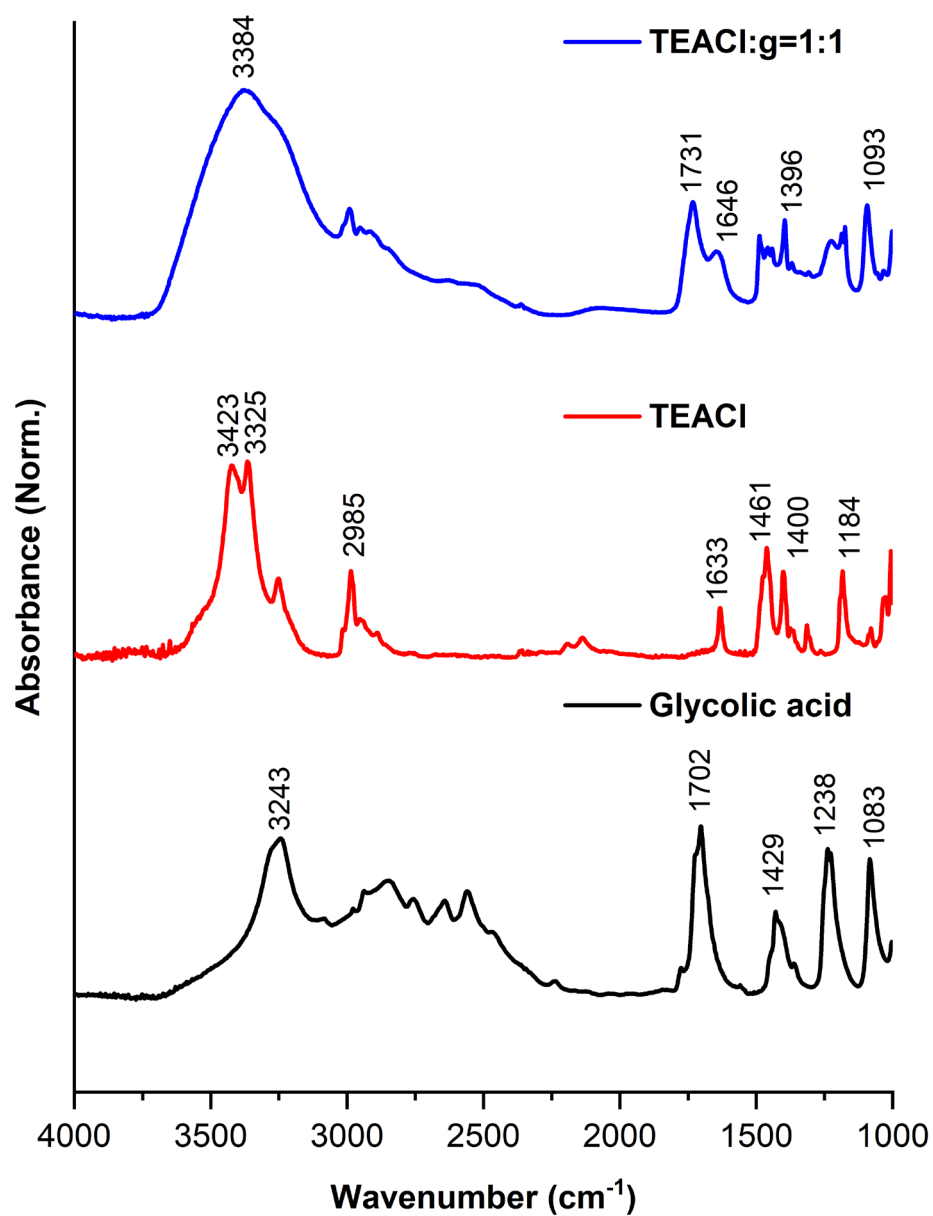 TEACl:g=1:1
3384
1731
1646
1396
1093
TEACl
3423
3325
2985
1633
1461
1400
1184
Glycolic acid
3243
1702
1429
1238
1083
Absorbance (Norm.)
4000 3500 3000 2500 2000 1500 1000
Wavenumber (cm⁻¹)